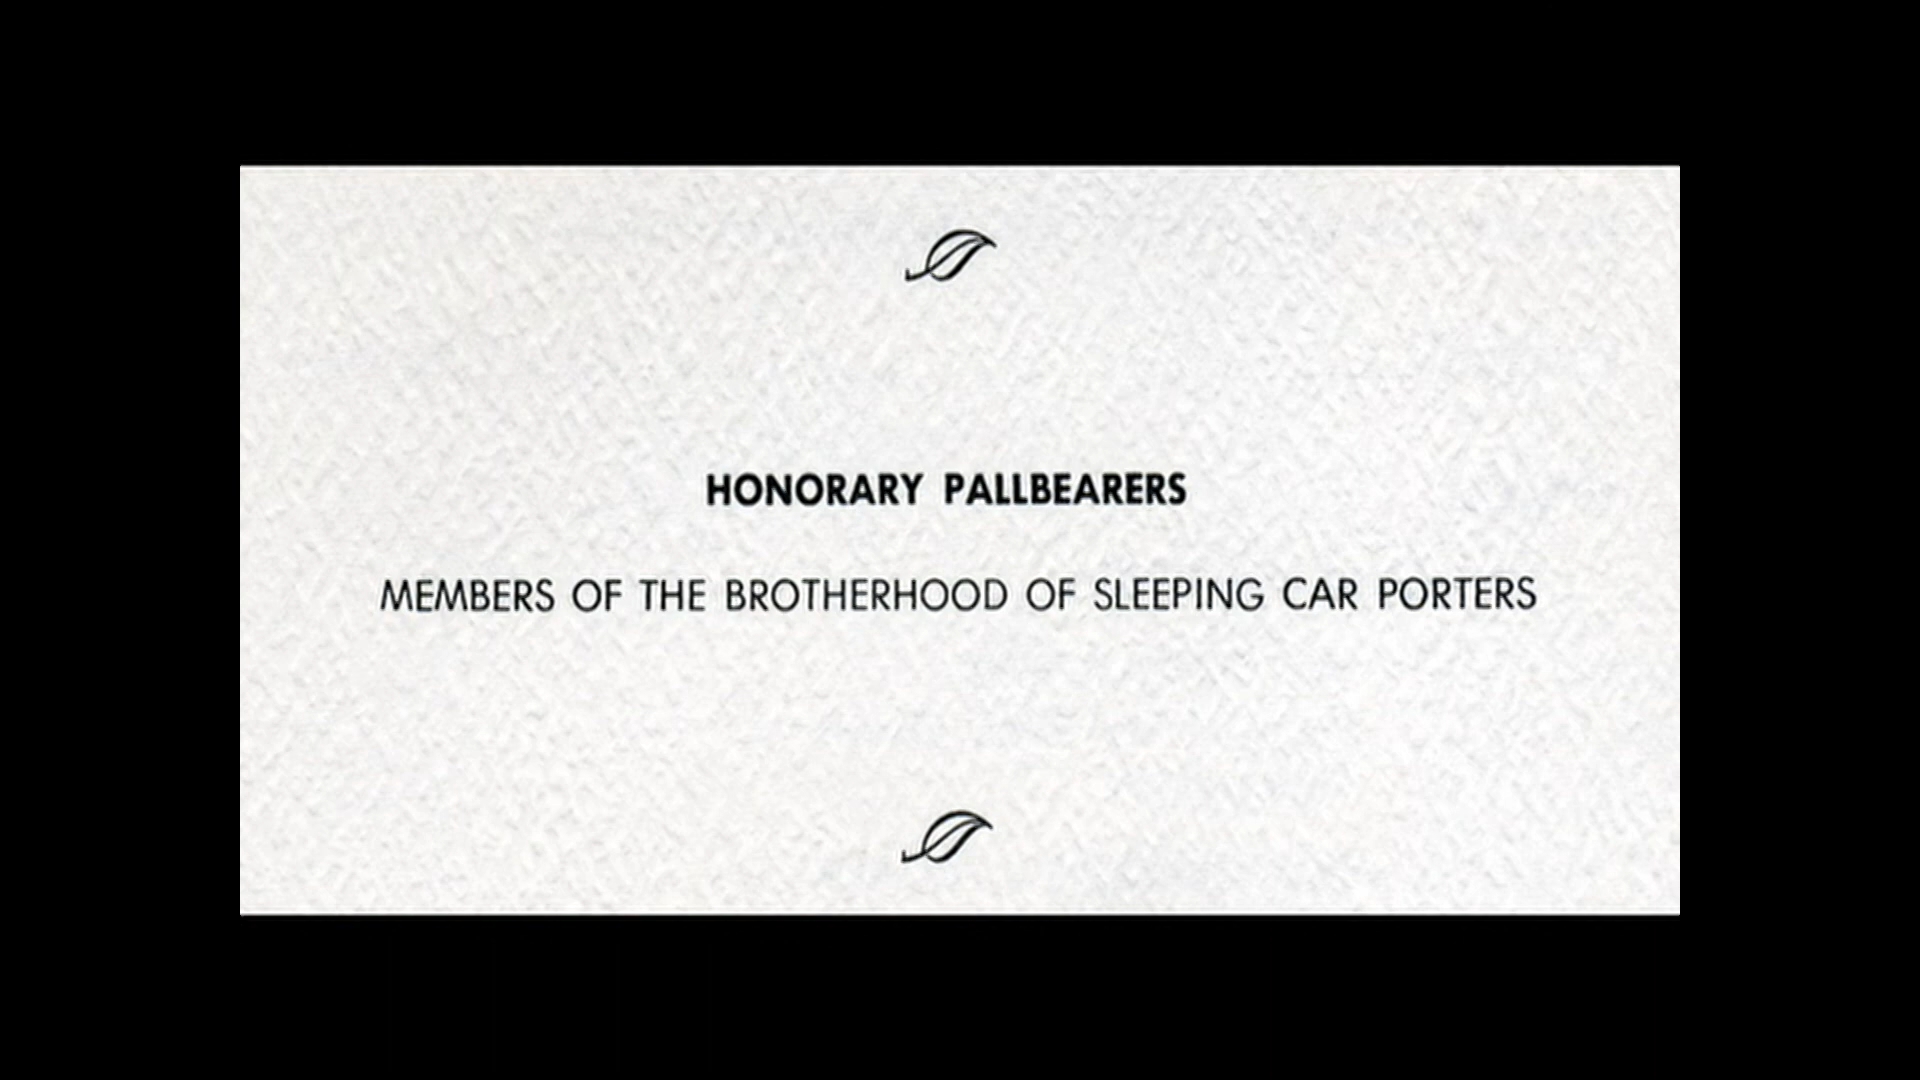 HONORARY PALLBEARERS
MEMBERS OF THE BROTHERHOOD OF SLEEPING CAR PORTERS